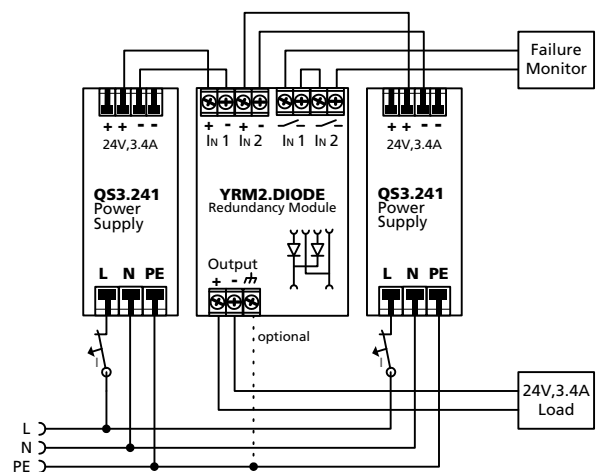 Failure
Monitor
+ + - -
24V,3.4A
QS3.241
Power
Supply
L N PE
+ - + -
IN 1 IN 2
IN 1 IN 2
YRM2.DIODE
Redundancy Module
Output
+ -
optional
+ + - -
24V,3.4A
QS3.241
Power
Supply
L N PE
I
I
24V,3.4A
Load
L
N
PE